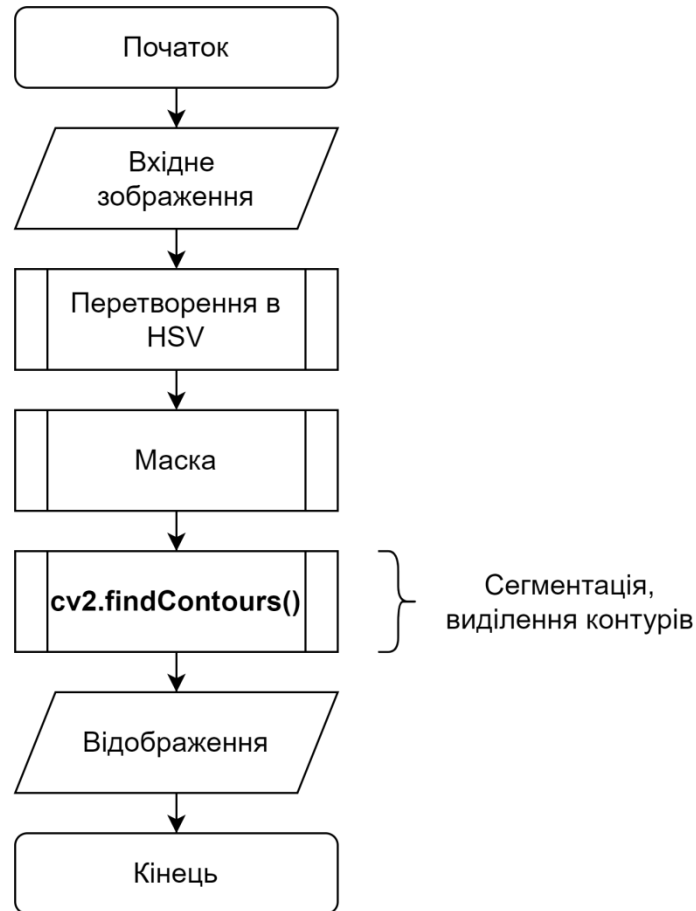 Початок
Вхідне
зображення
Перетворення в
HSV
Маска
cv2.findContours()
Сегментація,
виділення контурів
Відображення
Кінець